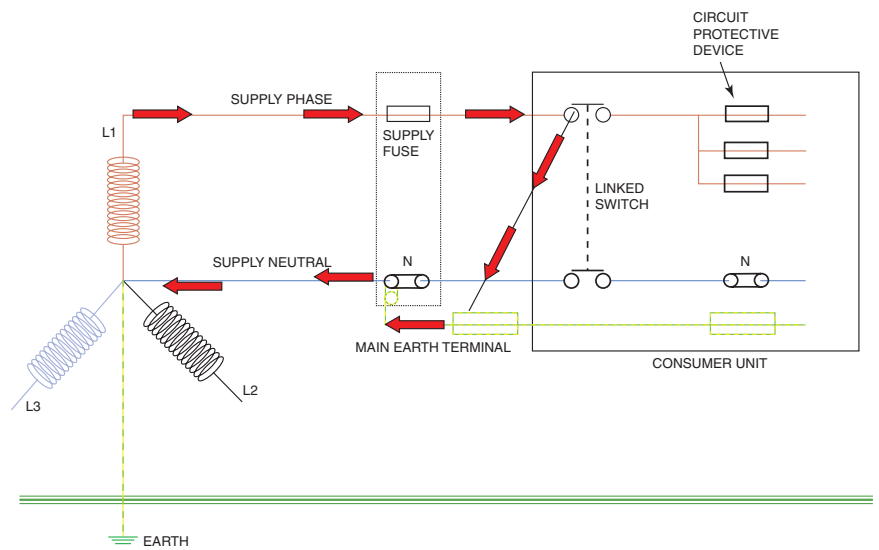 CIRCUIT
PROTECTIVE
DEVICE
SUPPLY PHASE
L1
SUPPLY
FUSE
LINKED
SWITCH
SUPPLY NEUTRAL
N
N
MAIN EARTH TERMINAL
CONSUMER UNIT
L3
L2
EARTH